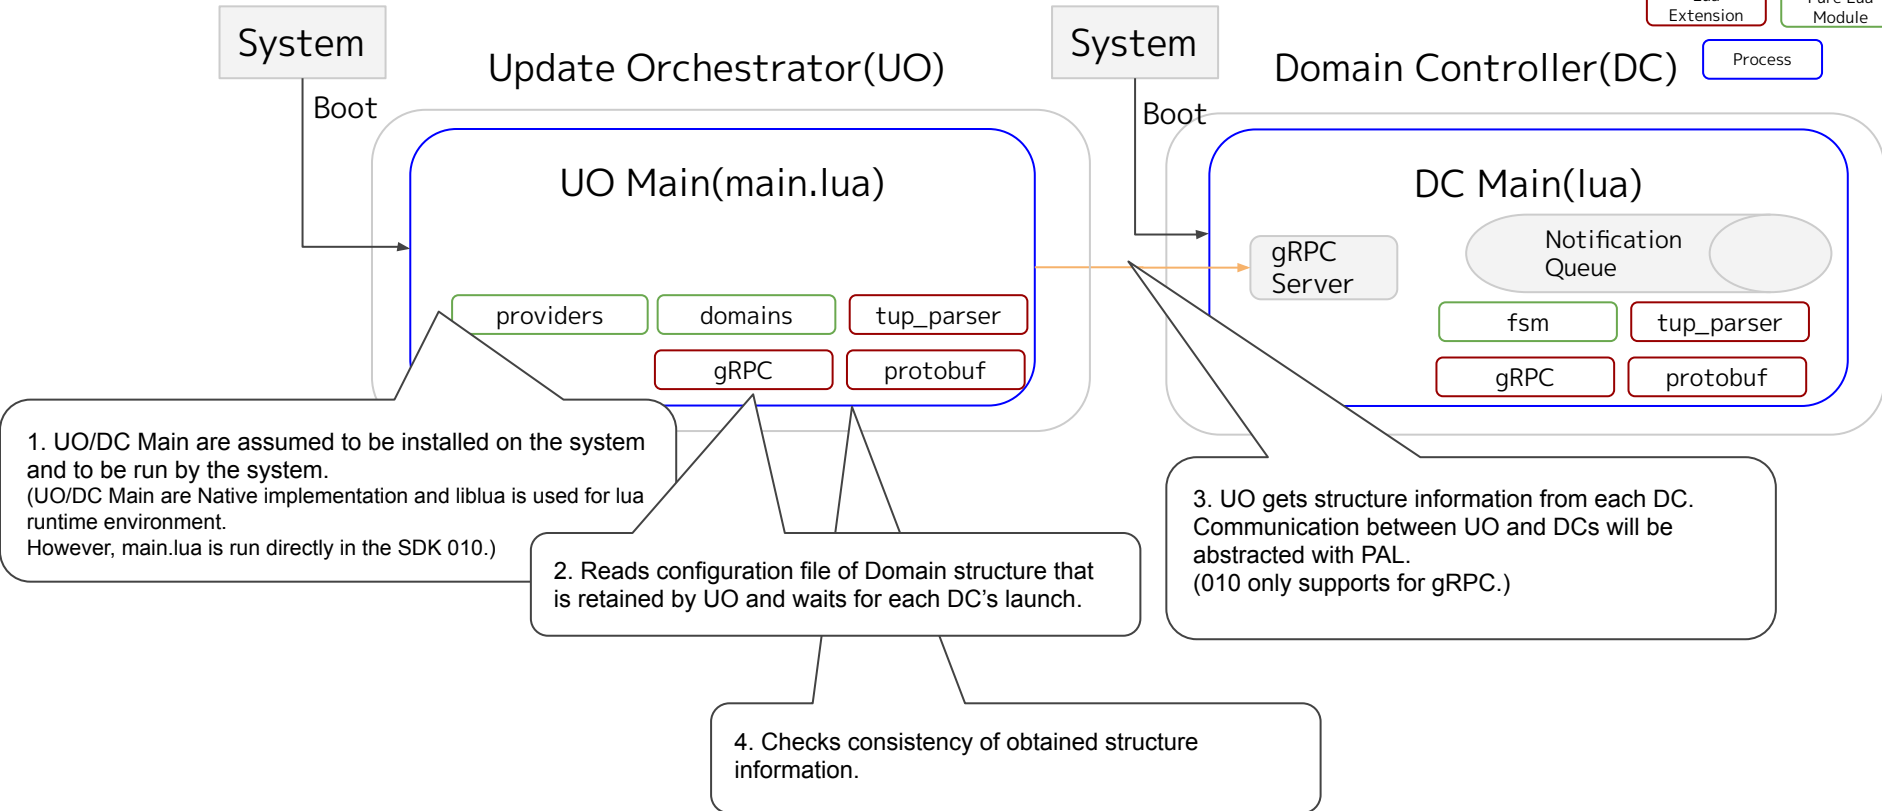 System
Boot
Update Orchestrator(UO)
UO Main(main.lua)
providers
domains
tup_parser
gRPC
protobuf
System
Boot
Domain Controller(DC)
Extension
Module
Process
DC Main(lua)
gRPC
Server
Notification
Queue
fsm
tup_parser
gRPC
protobuf
1. UO/DC Main are assumed to be installed on the system
and to be run by the system.
(UO/DC Main are Native implementation and liblua is used for lua
runtime environment.
However, main.lua is run directly in the SDK 010.)
2. Reads configuration file of Domain structure that
is retained by UO and waits for each DC’s launch.
3. UO gets structure information from each DC.
Communication between UO and DCs will be
abstracted with PAL.
(010 only supports for gRPC.)
4. Checks consistency of obtained structure
information.